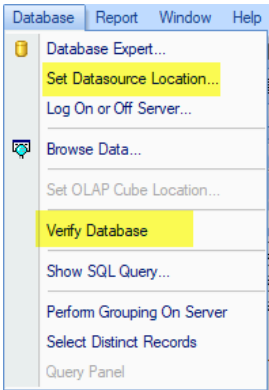 Database Report Window Help
Database Expert...
Set Datasource Location...
Log On or Off Server...
Browse Data...
Set OLAP Cube Location...
Verify Database
Show SQL Query...
Perform Grouping On Server
Select Distinct Records
Query Panel